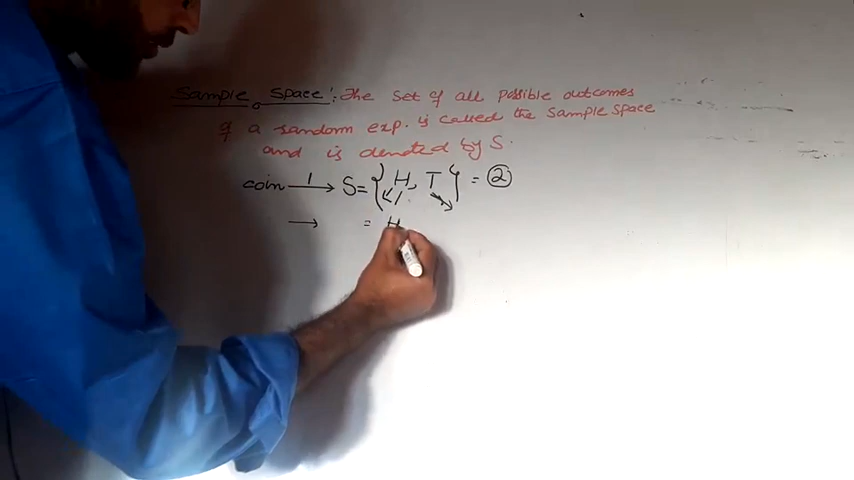 Sample Space: The set of all possible outcomes
of a random exp. is called the sample space
and is denoted by S.
coin 1→ S = { H, T } = 2
→ = H